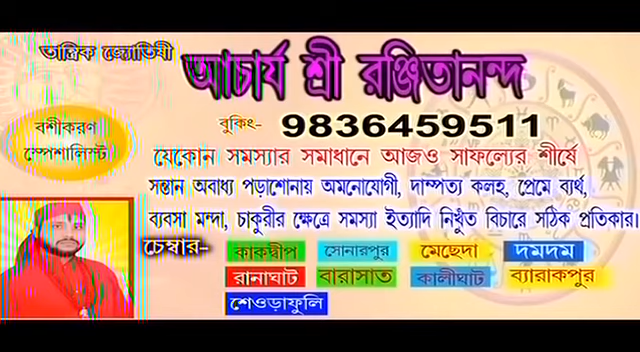 তান্ত্রিক জ্যোতিষী
আচার্য শ্রী রঞ্জিতানন্দ
বশীকরণ
স্পেশালিস্ট
বুকিং- 9836459511
যেকোন সমস্যার সমাধানে আজও সাফল্যের শীর্ষে
সন্তান অবাধ্য পড়াশোনায় অমনোযোগী, দাম্পত্য কলহ, প্রেমে ব্যর্থ,
ব্যবসা মন্দা, চাকুরীর ক্ষেত্রে সমস্যা ইত্যাদি নিখুঁত বিচারে সঠিক প্রতিকার।
চেম্বার- কাকদ্বীপ সোনারপুর মেছেদা দমদম
রানাঘাট বারাসাত কালীঘাট ব্যারাকপুর
শেওড়াফুলি